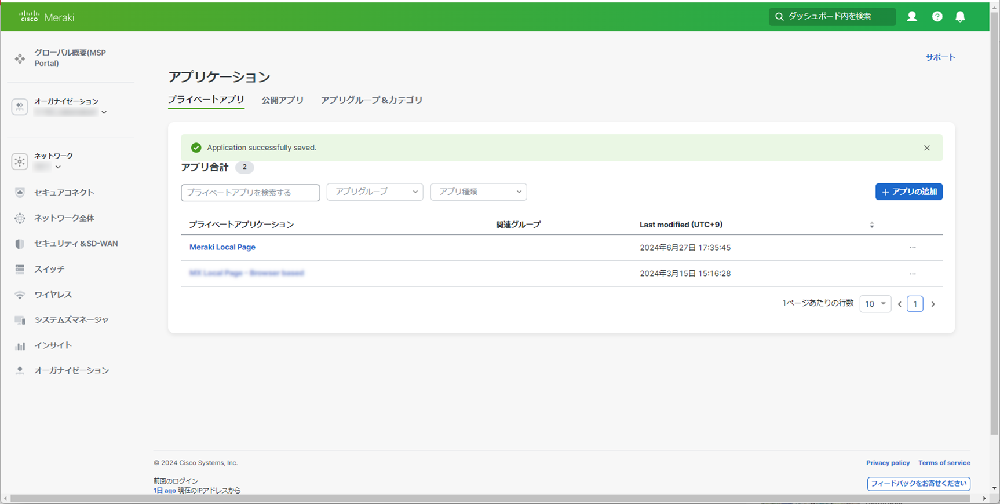 cisco Meraki
ダッシュボード内を検索
グローバル概要(MSP
Portal)
サポート
アプリケーション
プライベートアプリ 公開アプリ アプリグループ＆カテゴリ
オーガナイゼーション
Application successfully saved.
アプリ合計 2
ネットワーク
プライベートアプリを検索する アプリグループ アプリ種類 + アプリの追加
セキュアコネクト
ネットワーク全体
セキュリティ＆SD-WAN
スイッチ
ワイヤレス
システムズマネージャ
インサイト
オーガナイゼーション
プライベートアプリケーション 関連グループ Last modified (UTC+9)
Meraki Local Page 2024年6月27日 17:35:45 ...
MX Local Page - Browser based 2024年3月15日 15:16:28 ...
1ページあたりの行数 10 1
© 2024 Cisco Systems, Inc.
Privacy policy Terms of service
前回のログイン
1日 ago 現在のIPアドレスから
フィードバックをお寄せください